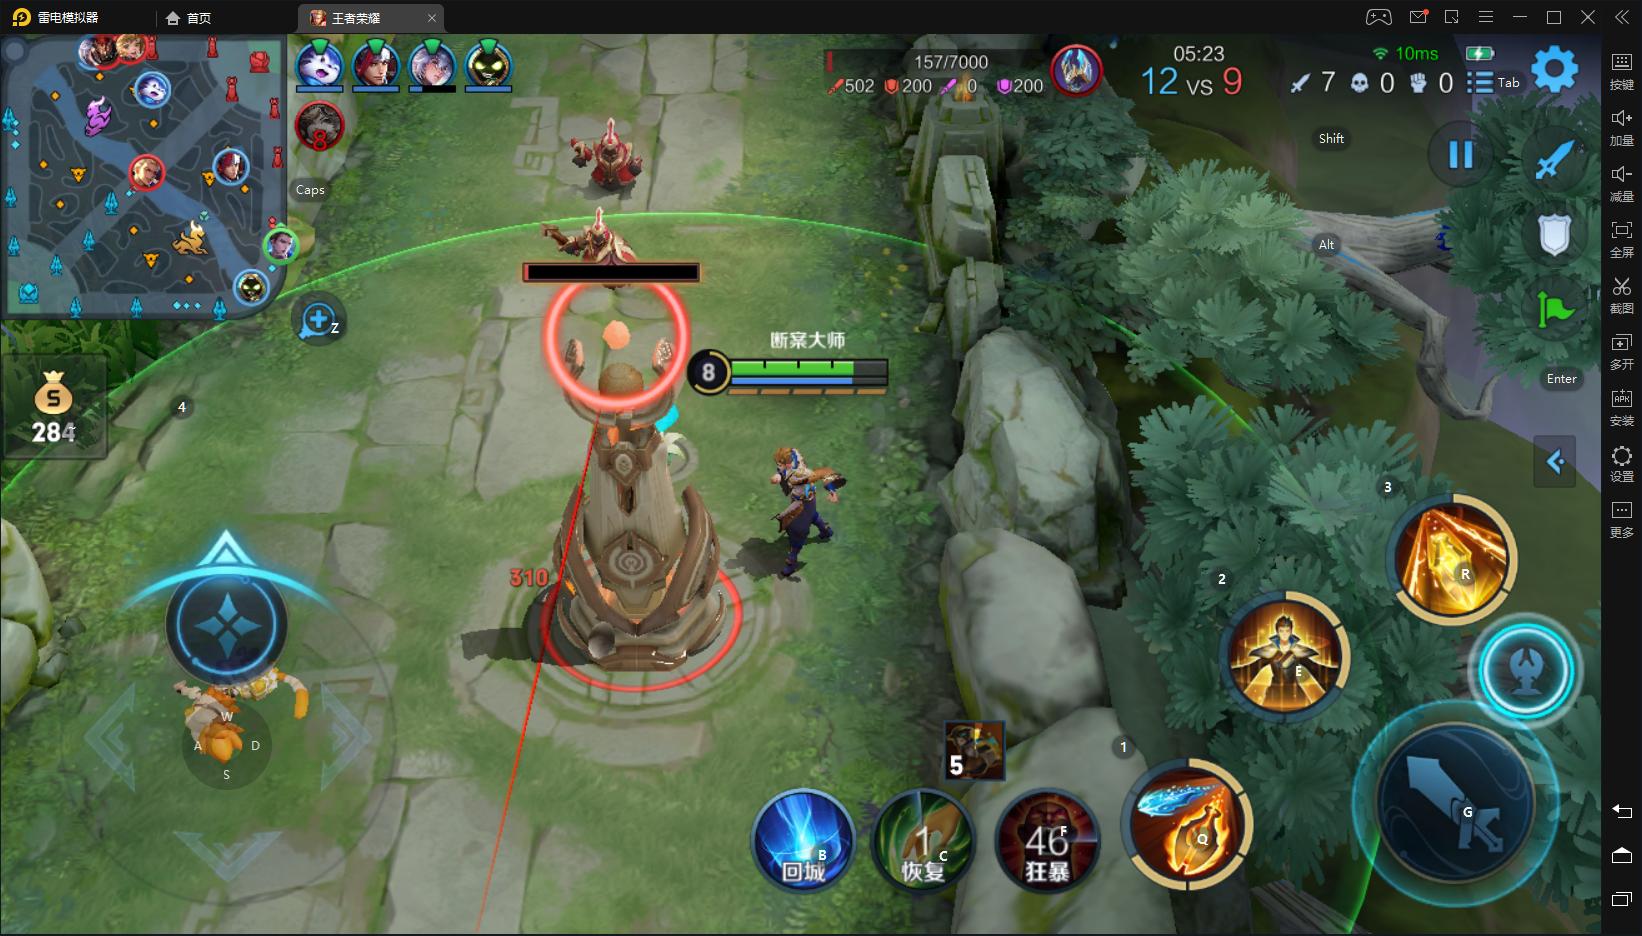 雷电模拟器
首页
王者荣耀
157/7000
502
200
0
200
05:23
12 VS 9
10ms
7
0
0
Tab
Shift
Caps
8
Alt
Z
Enter
284
4
断案大师
8
310
3
R
2
E
W
A
D
S
5
1
G
B
回城
1
C
恢复
46
F
狂暴
Q
按键
加量
减量
全屏
截图
多开
APK
安装
设置
更多